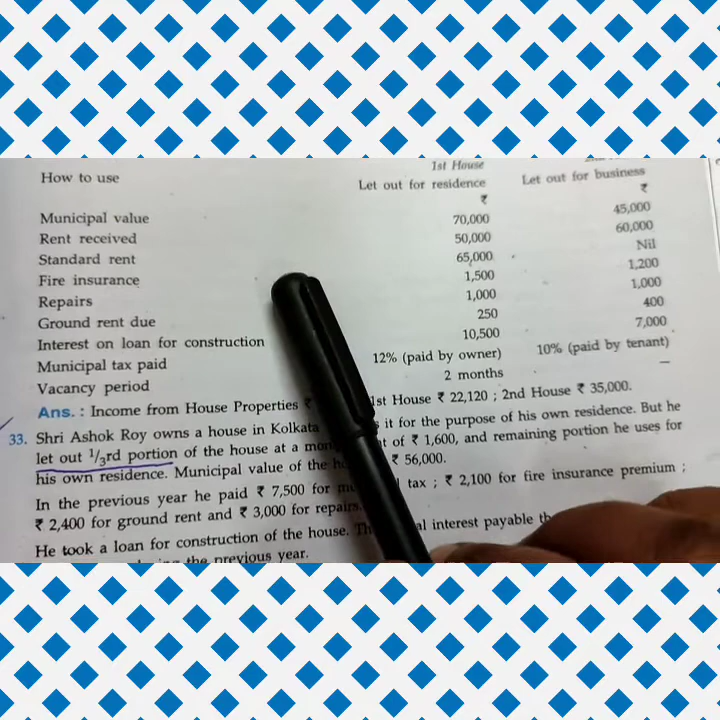 1st House
How to use Let out for residence Let out for business
₹ ₹
Municipal value 70,000 45,000
Rent received 50,000 60,000
Standard rent 65,000 Nil
Fire insurance 1,500 1,200
Repairs 1,000 1,000
Ground rent due 250 400
Interest on loan for construction 10,500 7,000
Municipal tax paid 12% (paid by owner) 10% (paid by tenant)
Vacancy period 2 months —
Ans. : Income from House Properties ₹ 1st House ₹ 22,120 ; 2nd House ₹ 35,000.
33. Shri Ashok Roy owns a house in Kolkata it for the purpose of his own residence. But he
let out 1/3rd portion of the house at a of ₹ 1,600, and remaining portion he uses for
his own residence. Municipal value of the ₹ 56,000.
In the previous year he paid ₹ 7,500 for tax ; ₹ 2,100 for fire insurance premium ;
₹ 2,400 for ground rent and ₹ 3,000 for repairs.
He took a loan for construction of the house. interest payable
the previous year.